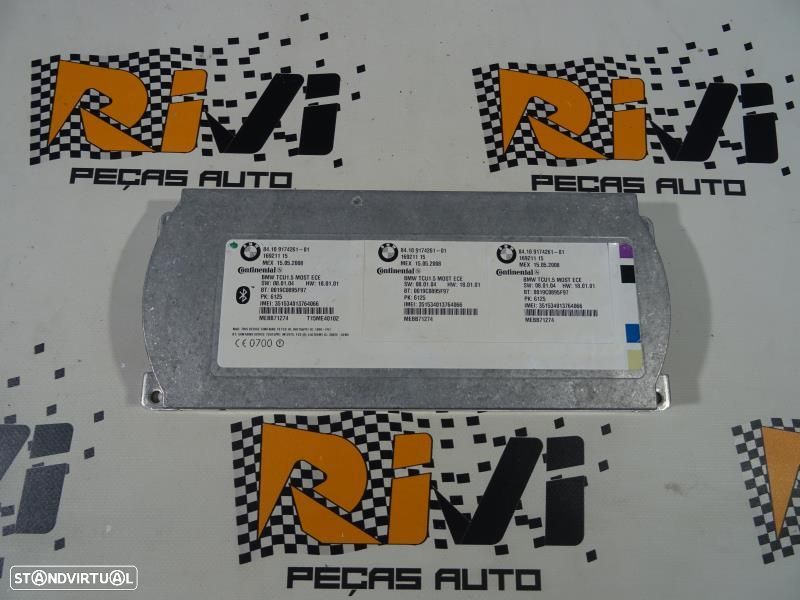 RiVi
PEÇAS AUTO
RiVi
PEÇAS AUTO
84.10 9174261-01
169211 15
MEX 15.05.2008
Continental
BMW TCU1.5 MOST ECE
SW: 08.01.04 HW: 18.01.01
BT: 0019C0895F97
PK: 6125
IMEI: 351534013764066
ME8871274 T15ME40102
CE 0700
84.10 9174261-01
169211 15
MEX 15.05.2008
Continental
BMW TCU1.5 MOST ECE
SW: 08.01.04 HW: 18.01.01
BT: 0019C0895F97
PK: 6125
IMEI: 351534013764066
ME8871274
84.10 9174261-01
169211 15
MEX 15.05.2008
Continental
BMW TCU1.5 MOST ECE
SW: 08.01.04 HW: 18.01.01
BT: 0019C0895F97
PK: 6125
IMEI: 351534013764066
ME8871274
RiVi
PEÇAS AUTO
STANDVIRTUAL